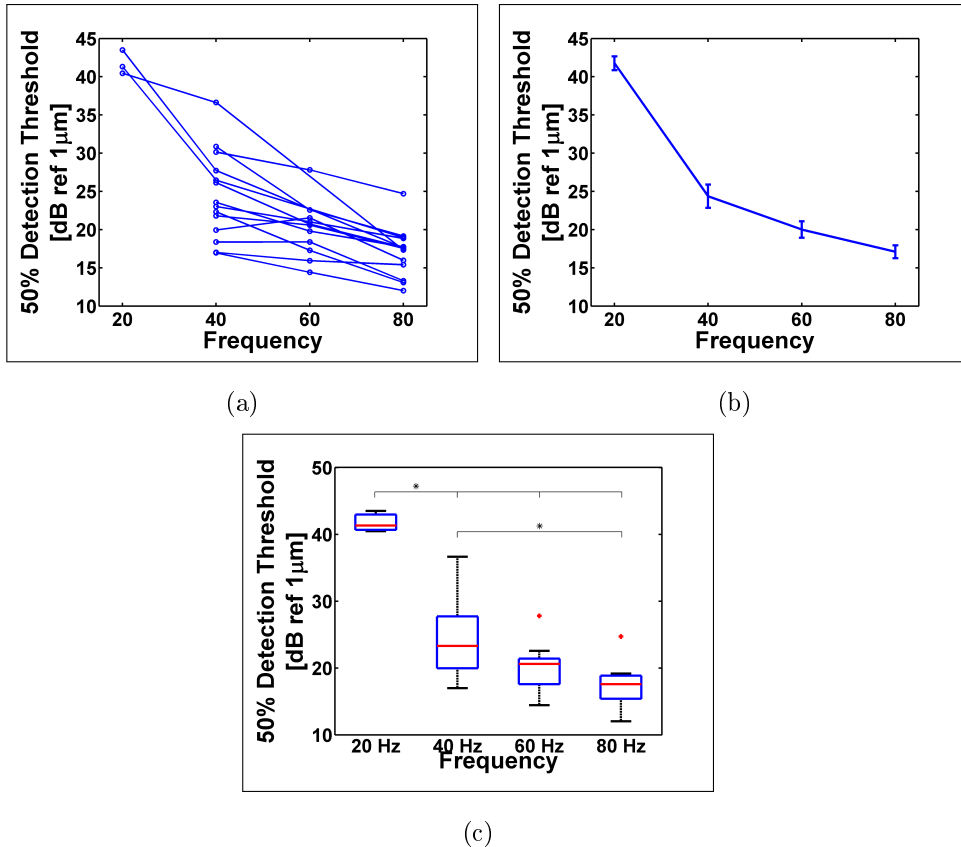 50% Detection Threshold
[dB ref 1μm]
45
40
35
30
25
20
15
10
20
40
60
80
Frequency
(a)
50% Detection Threshold
[dB ref 1μm]
45
40
35
30
25
20
15
10
20
40
60
80
Frequency
(b)
50% Detection Threshold
[dB ref 1μm]
50
40
30
20
10
*
*
20 Hz
40 Hz
60 Hz
80 Hz
Frequency
(c)